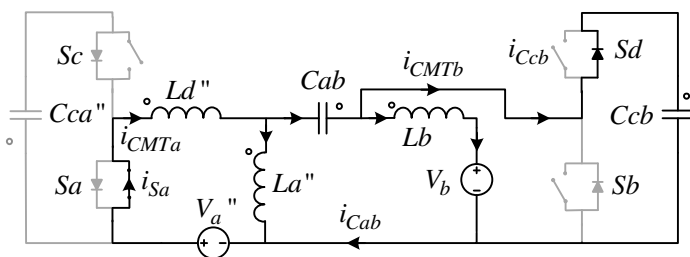 Sc
Ld"
Cab
i_CMTb
i_Ccb
Sd
Cca"
i_CMTa
Lb
Ccb
Sa
i_Sa
La"
V_b
Sb
V_a"
i_Cab